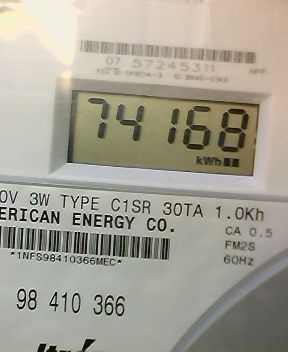 07 57245311
74168
kWh
0V 3W TYPE C1SR 30TA 1.0Kh
ERICAN ENERGY CO.
CA 0.5
FM2S
*1NFS98410366MEC*
60Hz
98 410 366